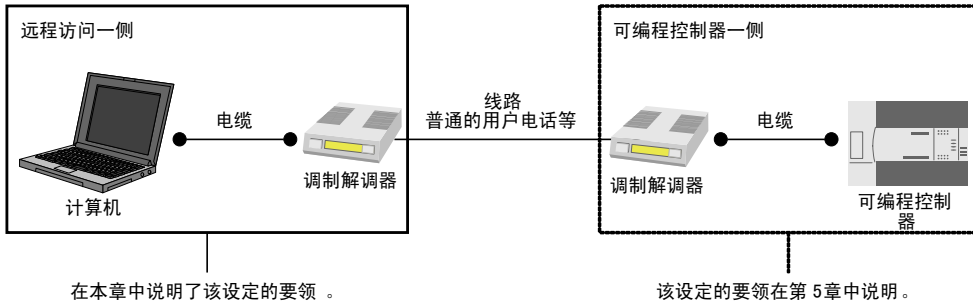 远程访问一侧
可编程控制器一侧
电缆
线路
普通的用户电话等
电缆
计算机
调制解调器
调制解调器
可编程控制
器
在本章中说明了该设定的要领 。
该设定的要领在第 5章中说明。